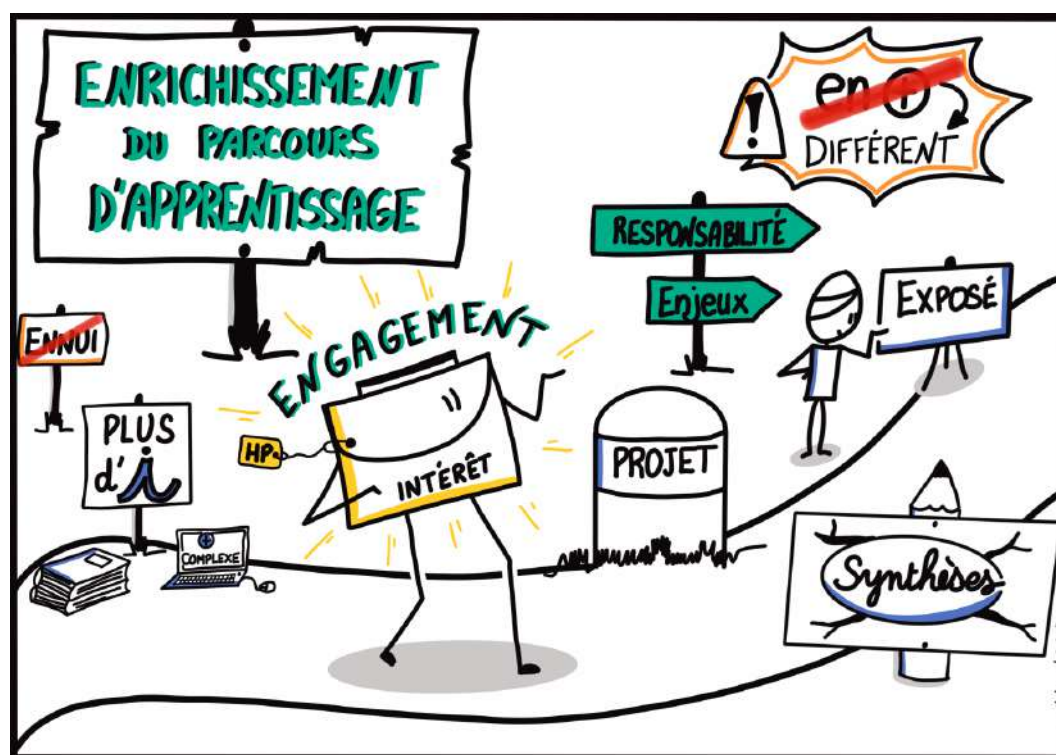 ENRICHISSEMENT
DU PARCOURS
D'APPRENTISSAGE
en +
DIFFÉRENT
!
RESPONSABILITÉ
Enjeux
EXPOSÉ
ENNUI
ENGAGEMENT
PLUS
d'i
HP
INTÉRÊT
PROJET
+
COMPLEXE
Synthèses